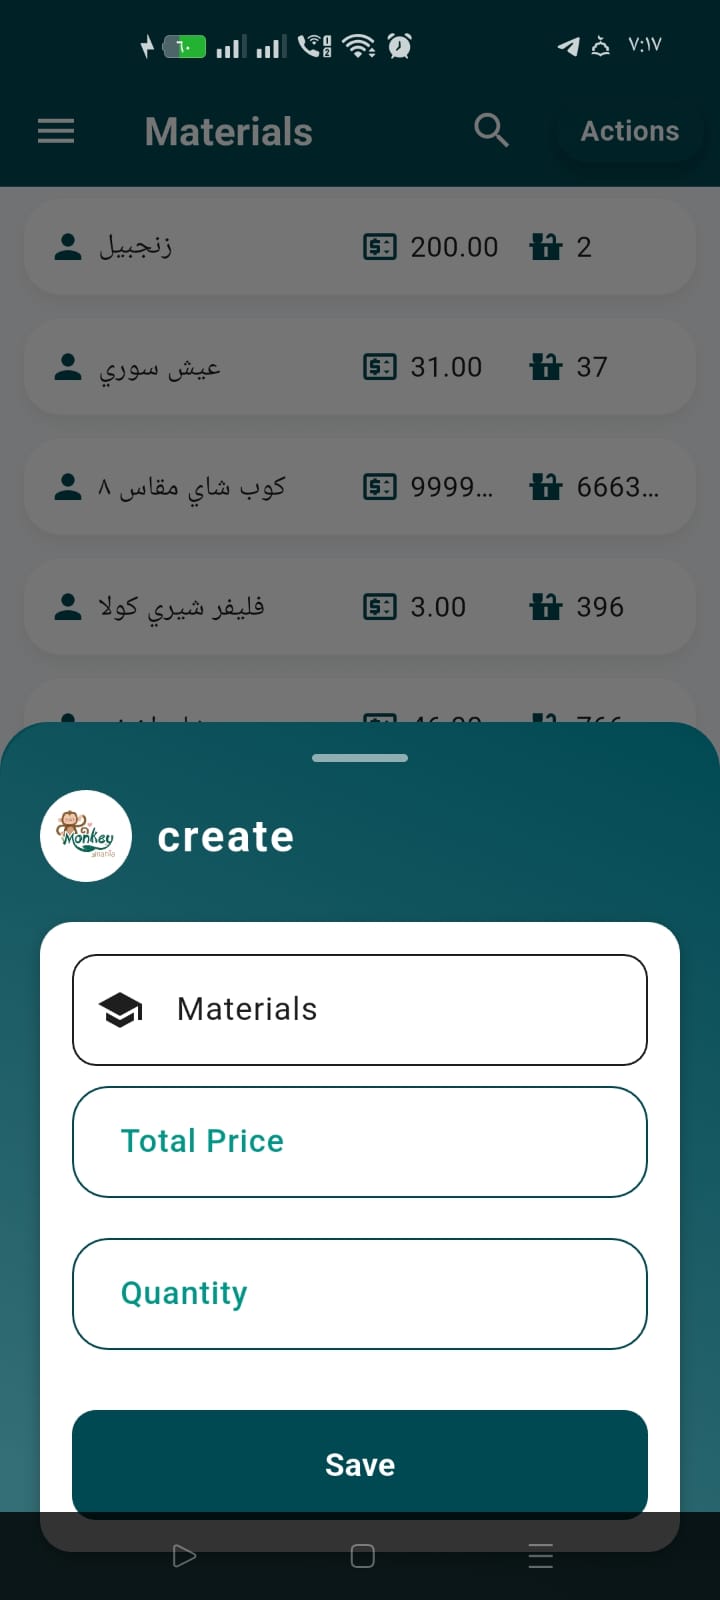 ٦٠
٧:١٧
Materials
Actions
زنجبيل
200.00
2
عيش سوري
31.00
37
كوب شاي مقاس ٨
9999...
6663...
فليفر شيري كولا
3.00
396
46.00
766
Monkey
mania
create
Materials
Total Price
Quantity
Save